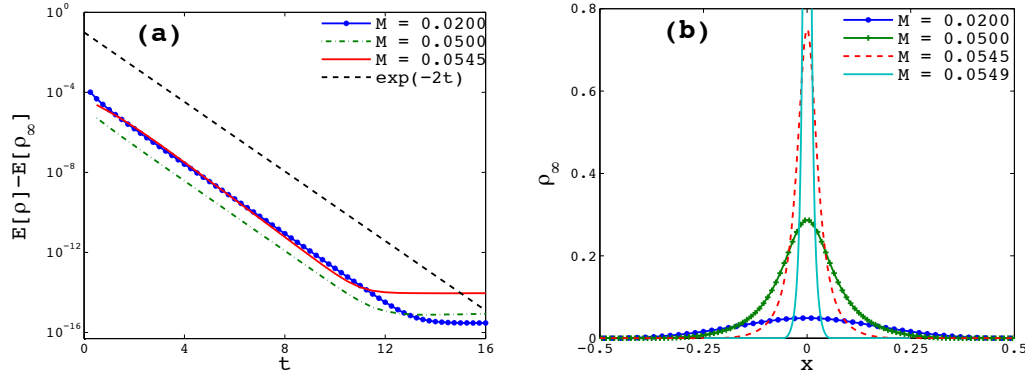 (a)
M = 0.0200
M = 0.0500
M = 0.0545
exp(−2t)
10^0
10^−4
10^−8
10^−12
10^−16
E[ρ]−E[ρ_∞]
0 4 8 12 16
t
(b)
M = 0.0200
M = 0.0500
M = 0.0545
M = 0.0549
0.8
0.6
0.4
0.2
0
ρ_∞
−0.5 −0.25 0 0.25 0.5
x